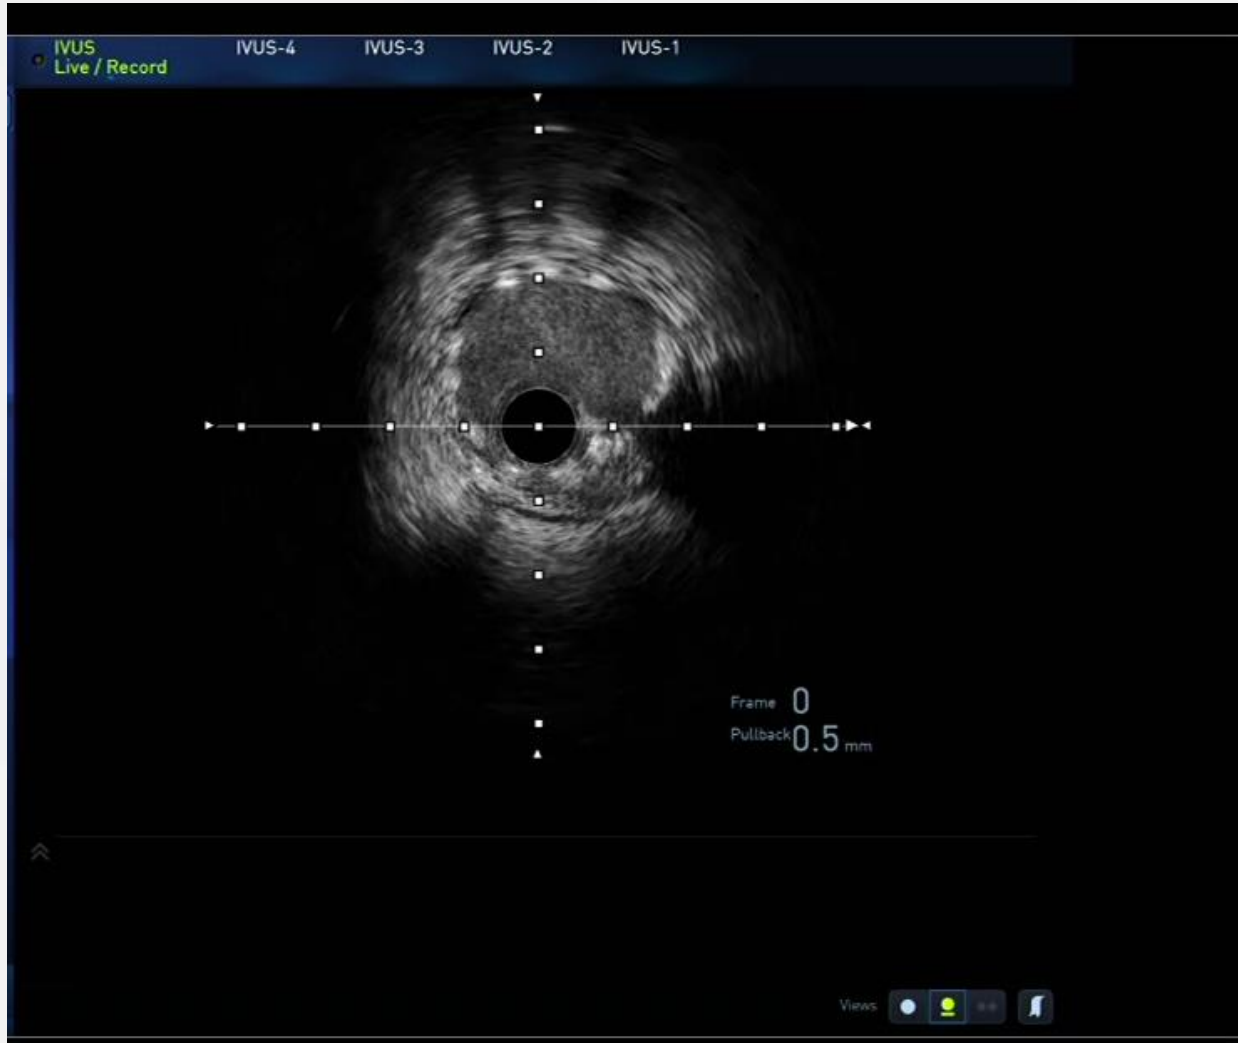 IVUS
Live / Record
IVUS-4
IVUS-3
IVUS-2
IVUS-1
Frame 0
Pullback 0.5 mm
Views